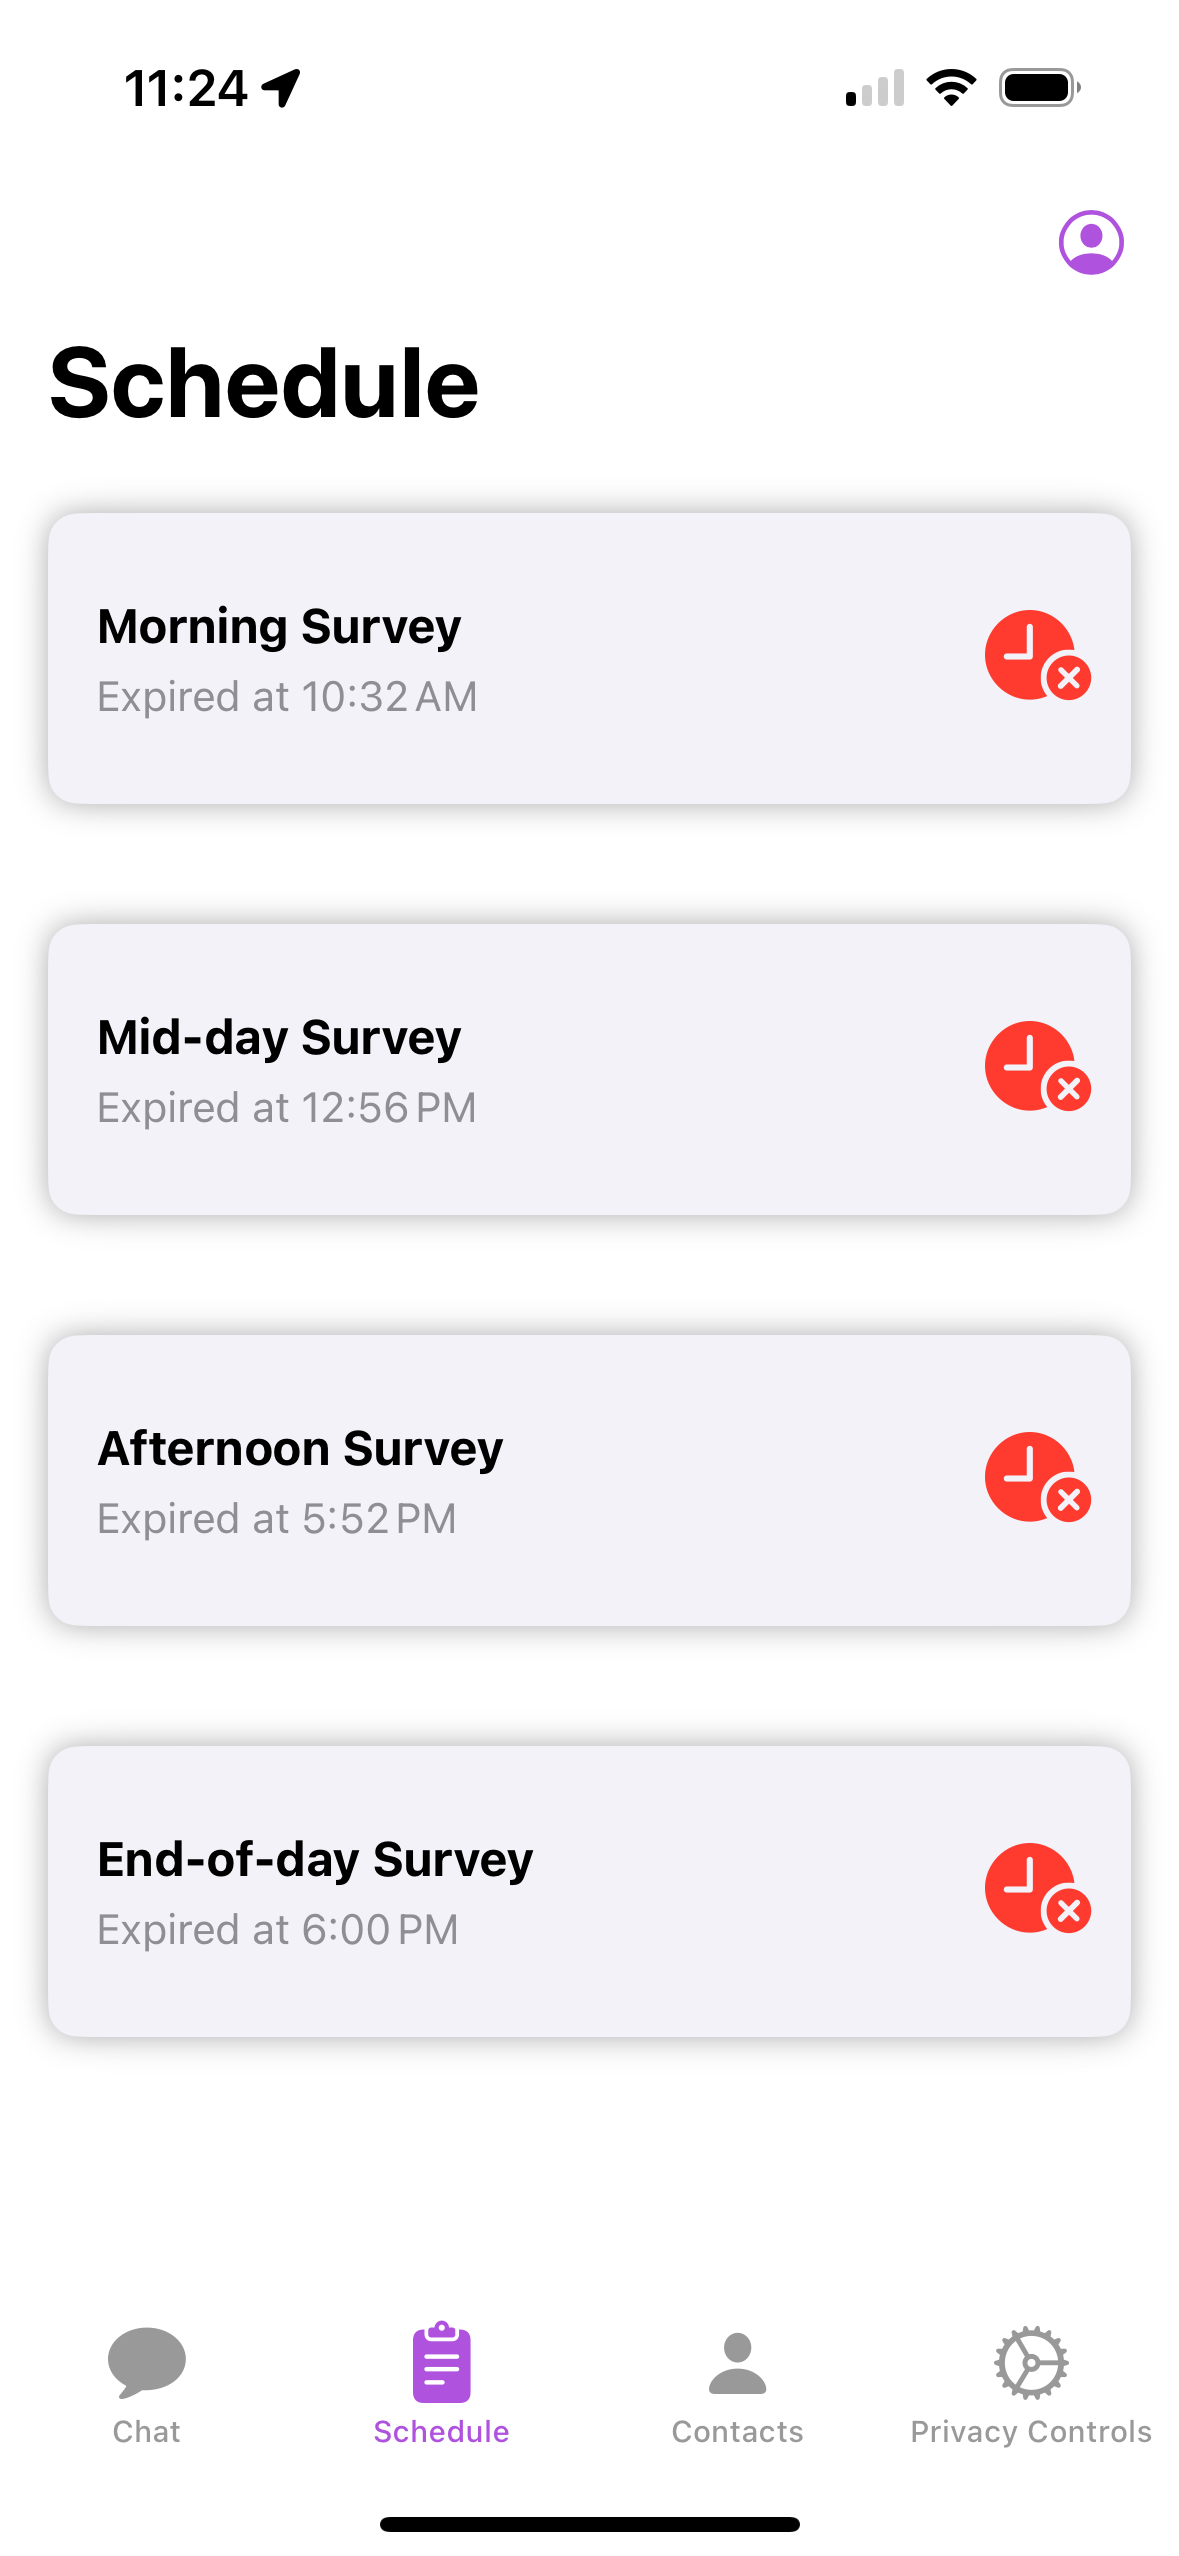 11:24
Schedule
Morning Survey
Expired at 10:32 AM
Mid-day Survey
Expired at 12:56 PM
Afternoon Survey
Expired at 5:52 PM
End-of-day Survey
Expired at 6:00 PM
Chat
Schedule
Contacts
Privacy Controls